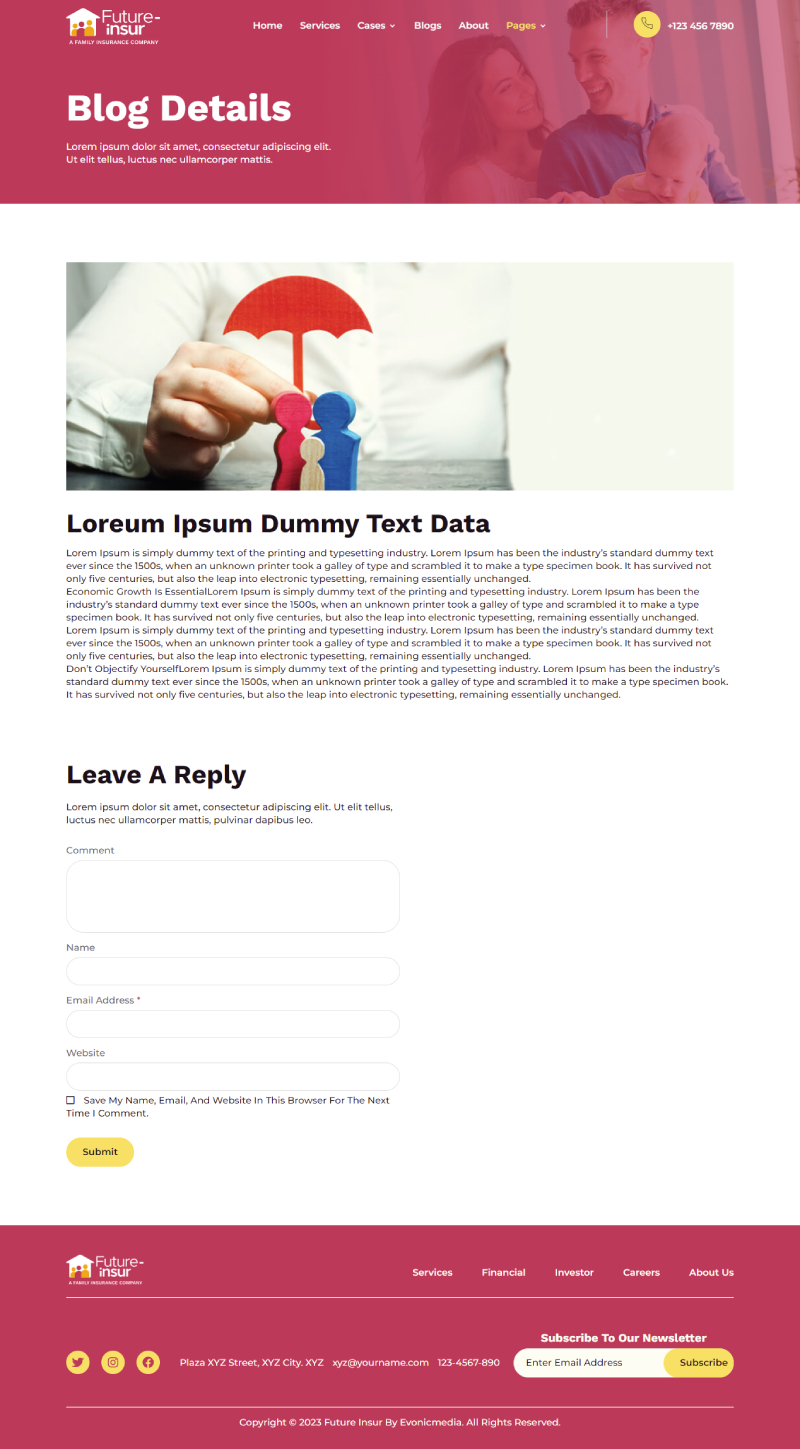 Future-
insur
A FAMILY INSURANCE COMPANY
Home Services Cases Blogs About Pages
+123 456 7890
Blog Details
Lorem ipsum dolor sit amet, consectetur adipiscing elit.
Ut elit tellus, luctus nec ullamcorper mattis.
Loreum Ipsum Dummy Text Data
Lorem Ipsum is simply dummy text of the printing and typesetting industry. Lorem Ipsum has been the industry's standard dummy text
ever since the 1500s, when an unknown printer took a galley of type and scrambled it to make a type specimen book. It has survived not
only five centuries, but also the leap into electronic typesetting, remaining essentially unchanged.
Economic Growth Is EssentialLorem Ipsum is simply dummy text of the printing and typesetting industry. Lorem Ipsum has been the
industry's standard dummy text ever since the 1500s, when an unknown printer took a galley of type and scrambled it to make a type
specimen book. It has survived not only five centuries, but also the leap into electronic typesetting, remaining essentially unchanged.
Lorem Ipsum is simply dummy text of the printing and typesetting industry. Lorem Ipsum has been the industry's standard dummy text
ever since the 1500s, when an unknown printer took a galley of type and scrambled it to make a type specimen book. It has survived not
only five centuries, but also the leap into electronic typesetting, remaining essentially unchanged.
Don't Objectify YourselfLorem Ipsum is simply dummy text of the printing and typesetting industry. Lorem Ipsum has been the industry's
standard dummy text ever since the 1500s, when an unknown printer took a galley of type and scrambled it to make a type specimen book.
It has survived not only five centuries, but also the leap into electronic typesetting, remaining essentially unchanged.
Leave A Reply
Lorem ipsum dolor sit amet, consectetur adipiscing elit. Ut elit tellus,
luctus nec ullamcorper mattis, pulvinar dapibus leo.
Comment
Name
Email Address *
Website
Save My Name, Email, And Website In This Browser For The Next
Time I Comment.
Submit
Future-
insur
A FAMILY INSURANCE COMPANY
Services Financial Investor Careers About Us
Subscribe To Our Newsletter
Plaza XYZ Street, XYZ City. XYZ xyz@yourname.com 123-4567-890
Enter Email Address Subscribe
Copyright © 2023 Future Insur By Evonicmedia. All Rights Reserved.